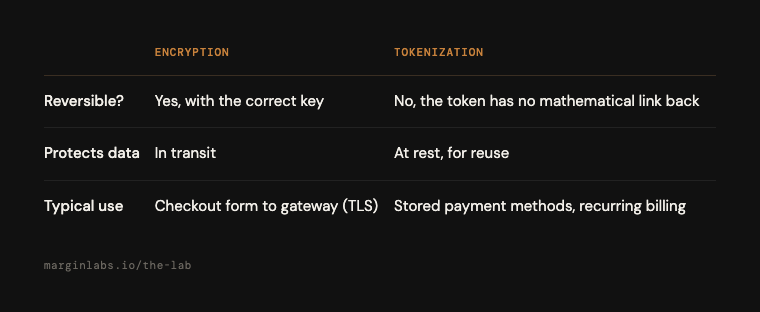 ENCRYPTION TOKENIZATION
Reversible? Yes, with the correct key No, the token has no mathematical link back
Protects data In transit At rest, for reuse
Typical use Checkout form to gateway (TLS) Stored payment methods, recurring billing
marginlabs.io/the-lab